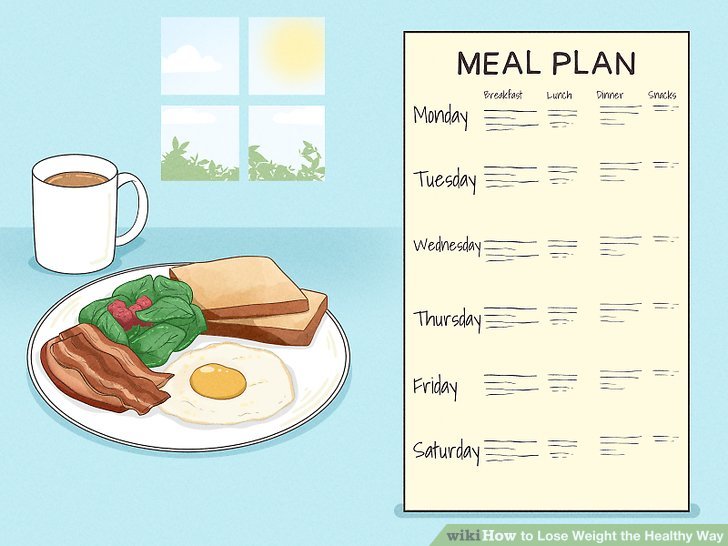 MEAL PLAN
Breakfast Lunch Dinner Snacks
Monday
Tuesday
Wednesday
Thursday
Friday
Saturday
wikiHow to Lose Weight the Healthy Way